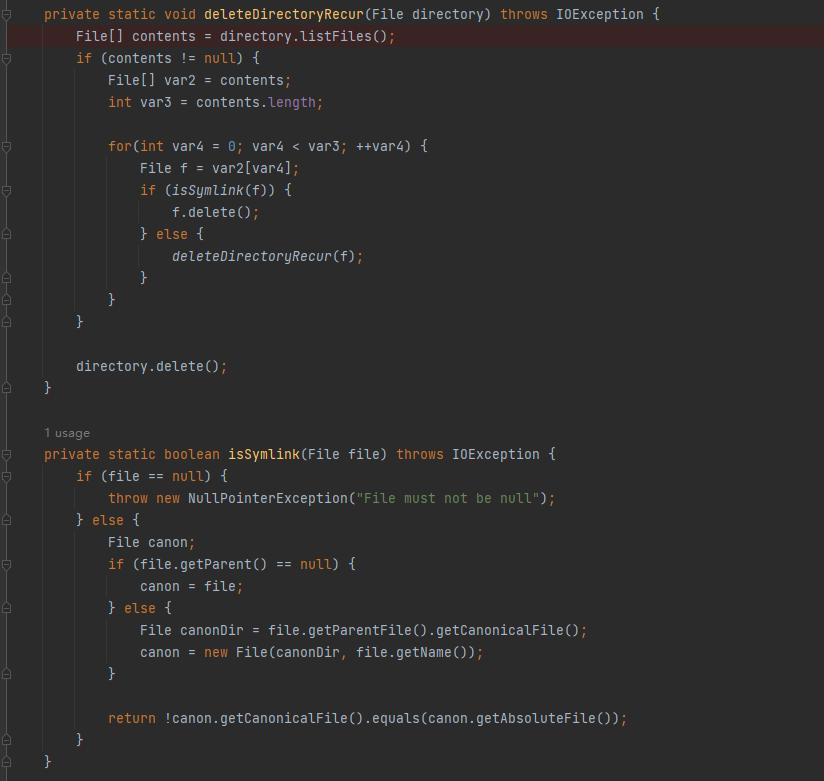 private static void deleteDirectoryRecur(File directory) throws IOException {
File[] contents = directory.listFiles();
if (contents != null) {
File[] var2 = contents;
int var3 = contents.length;
for(int var4 = 0; var4 < var3; ++var4) {
File f = var2[var4];
if (isSymlink(f)) {
f.delete();
} else {
deleteDirectoryRecur(f);
}
}
}
directory.delete();
}
1 usage
private static boolean isSymlink(File file) throws IOException {
if (file == null) {
throw new NullPointerException("File must not be null");
} else {
File canon;
if (file.getParent() == null) {
canon = file;
} else {
File canonDir = file.getParentFile().getCanonicalFile();
canon = new File(canonDir, file.getName());
}
return !canon.getCanonicalFile().equals(canon.getAbsoluteFile());
}
}